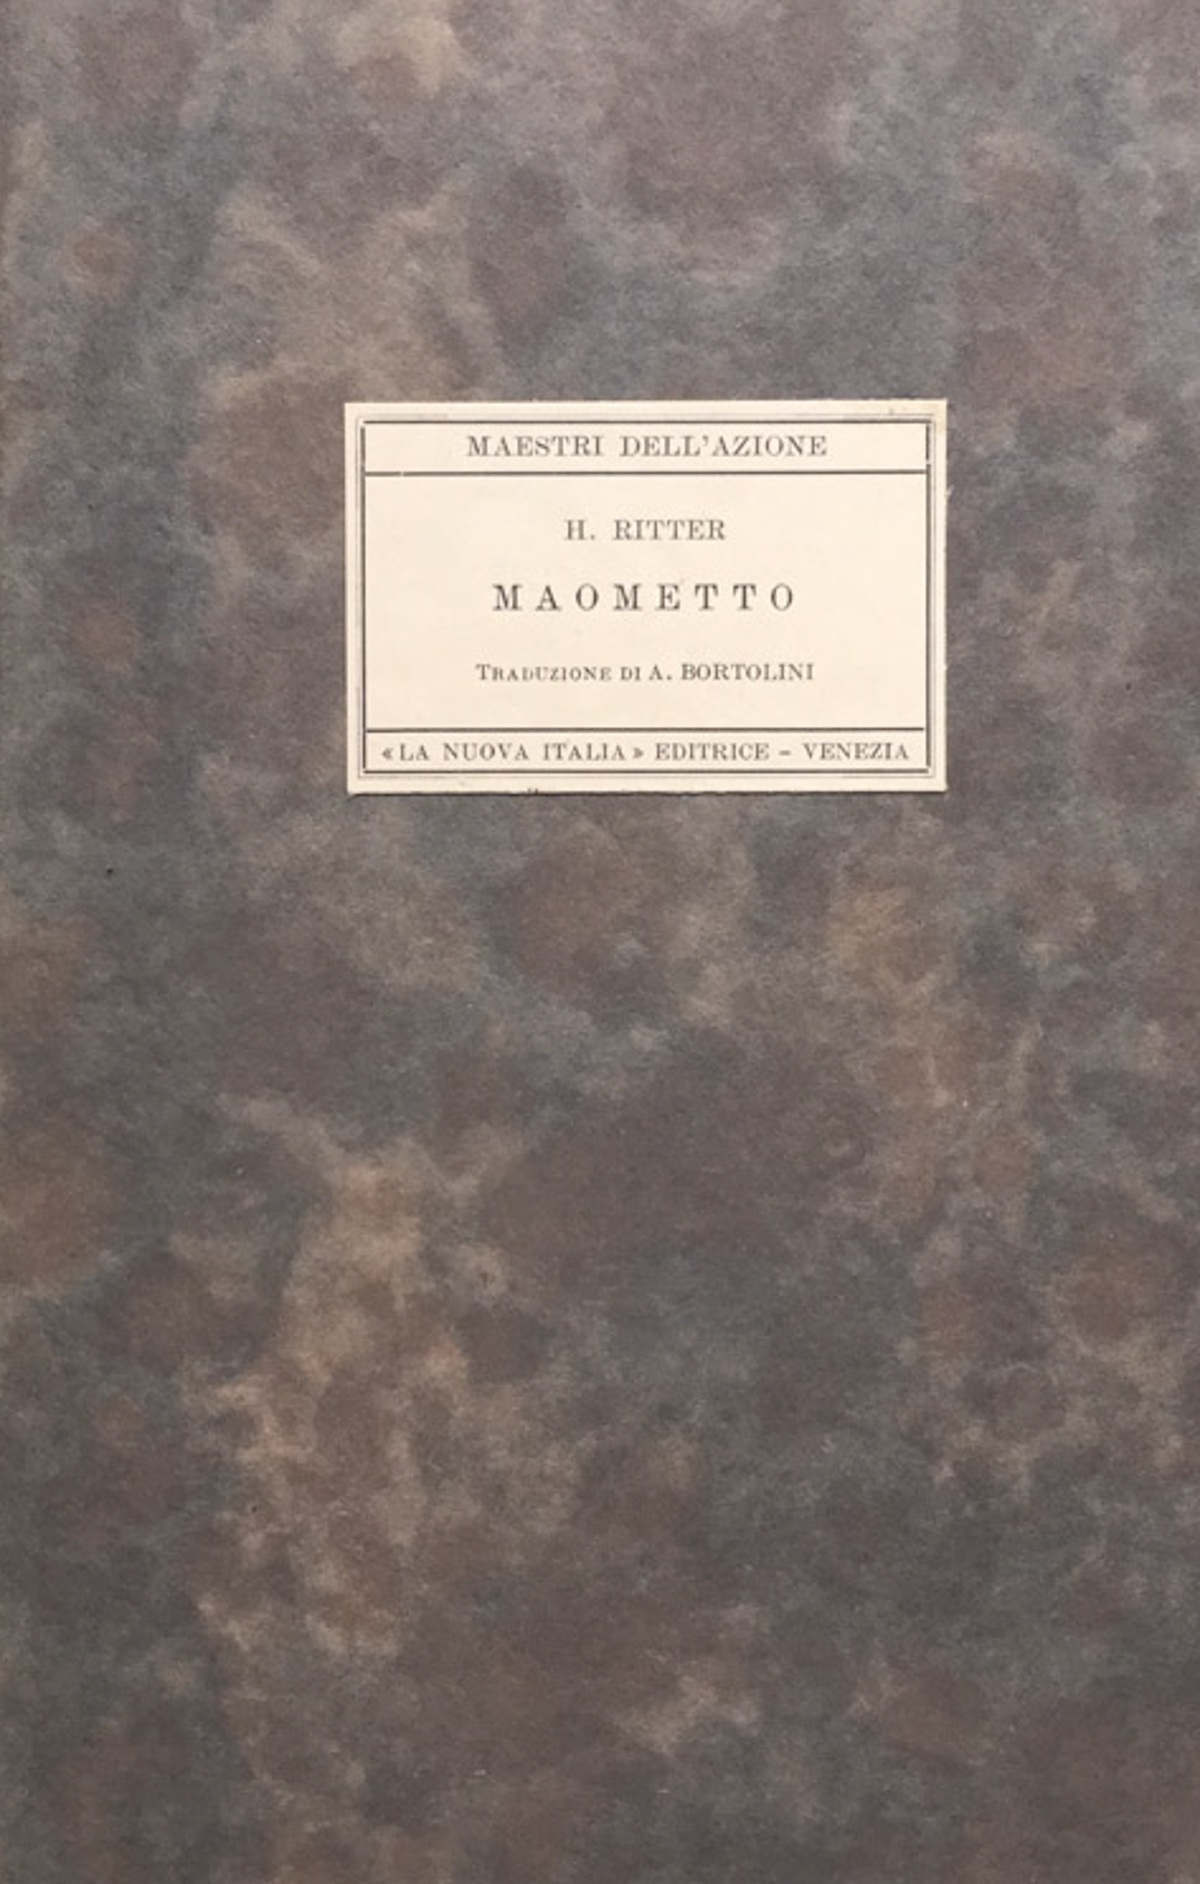 MAESTRI DELL'AZIONE
H. RITTER
MAOMETTO
TRADUZIONE DI A. BORTOLINI
«LA NUOVA ITALIA» EDITRICE - VENEZIA